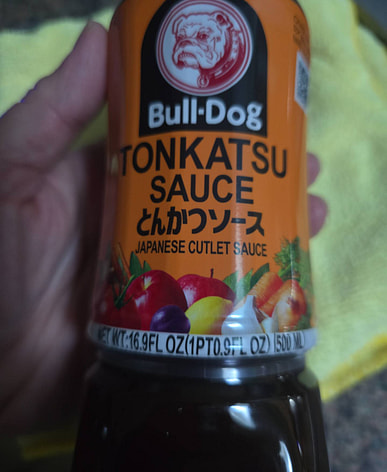 Bull-Dog
TONKATSU
SAUCE
とんかつソース
JAPANESE CUTLET SAUCE
NET WT:16.9FL OZ(1PT0.9FL OZ) 500 ML